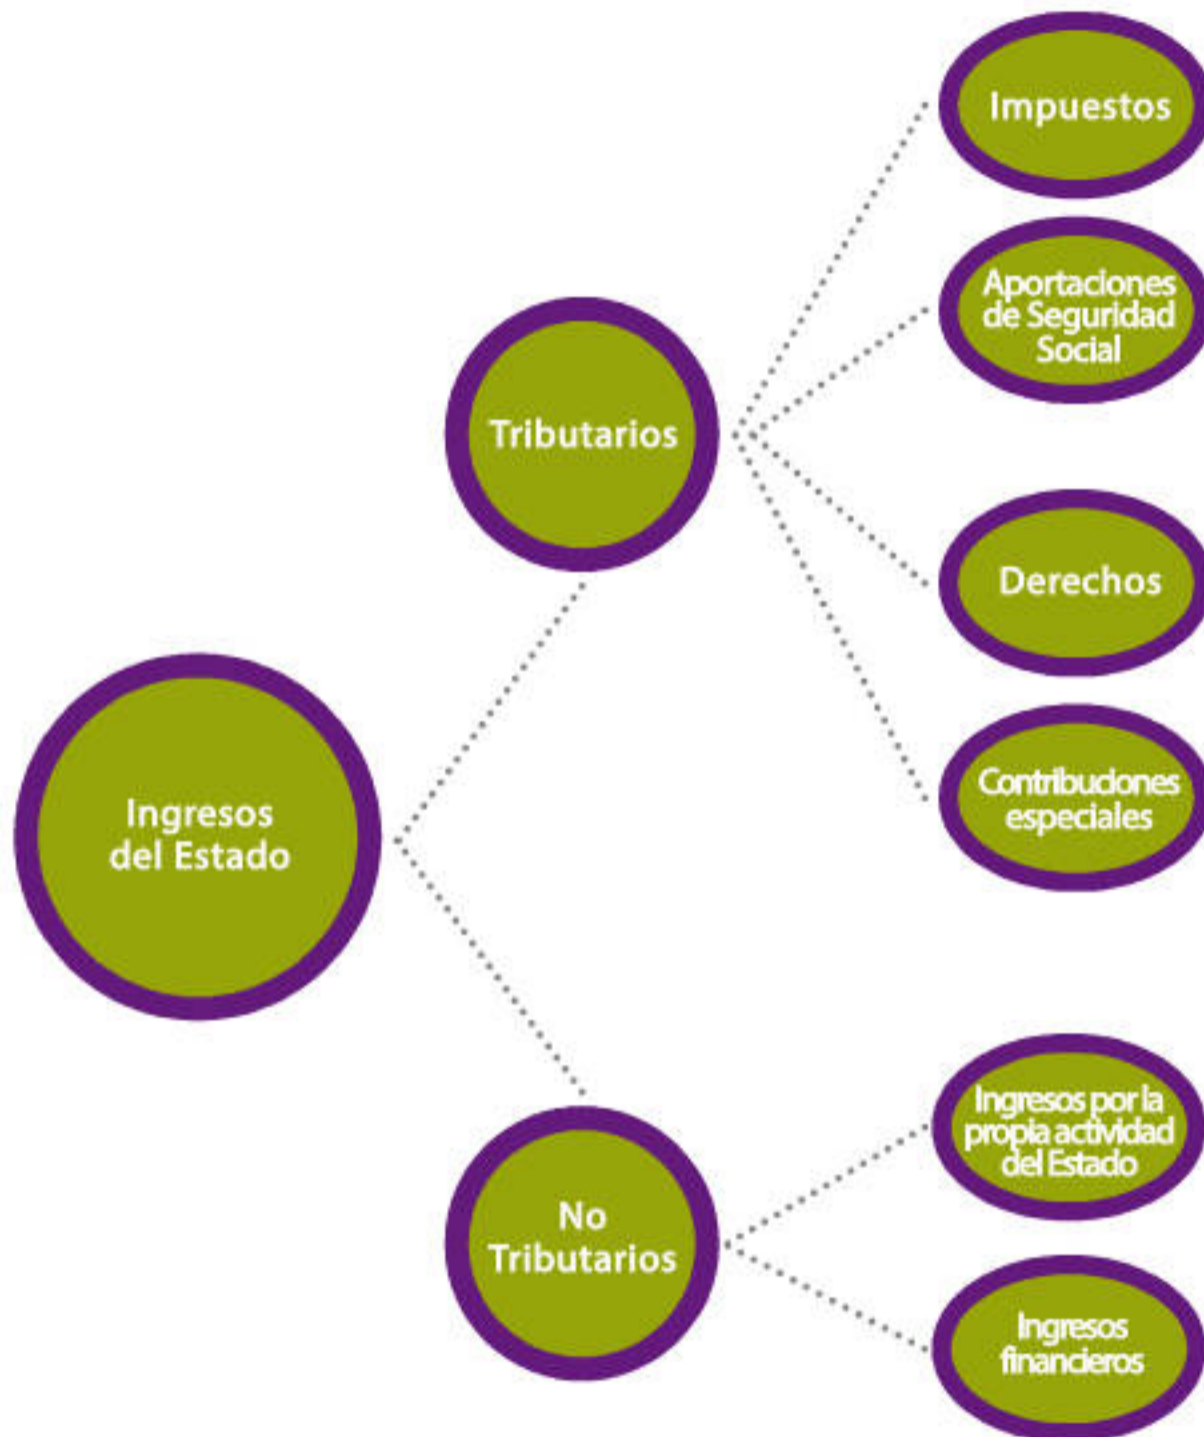 Impuestos
Aportaciones
de Seguridad
Social
Tributarios
Derechos
Contribuciones
especiales
Ingresos
del Estado
No
Tributarios
Ingresos por la
propia actividad
del Estado
Ingresos
financieros